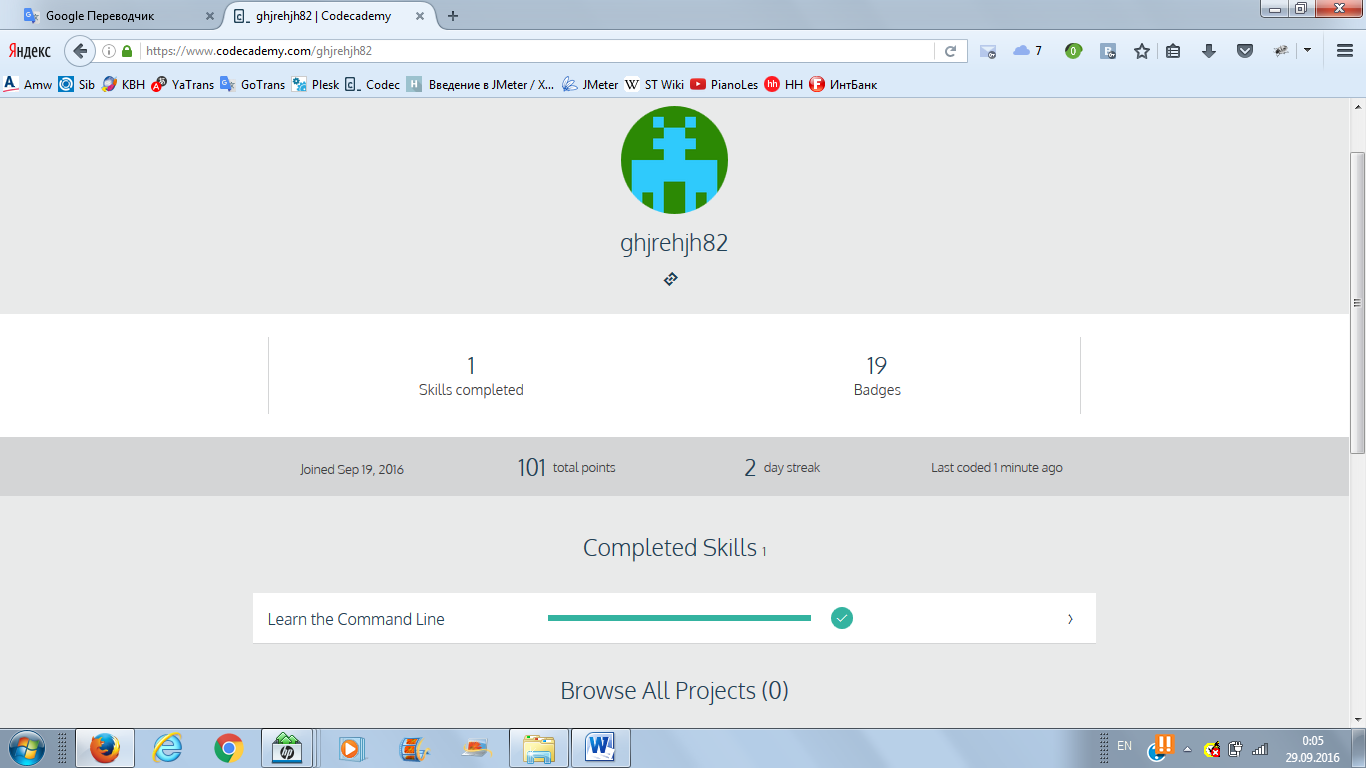 Google Переводчик
ghjrehjh82 | Codecademy
Яндекс
https://www.codecademy.com/ghjrehjh82
7
0
Amw Sib КВН YaTrans GoTrans Plesk Codec Введение в JMeter / Х... JMeter ST Wiki PianoLes HH ИнтБанк
ghjrehjh82
1
Skills completed
19
Badges
Joined Sep 19, 2016
101 total points
2 day streak
Last coded 1 minute ago
Completed Skills 1
Learn the Command Line
Browse All Projects (0)
EN
0:05
29.09.2016